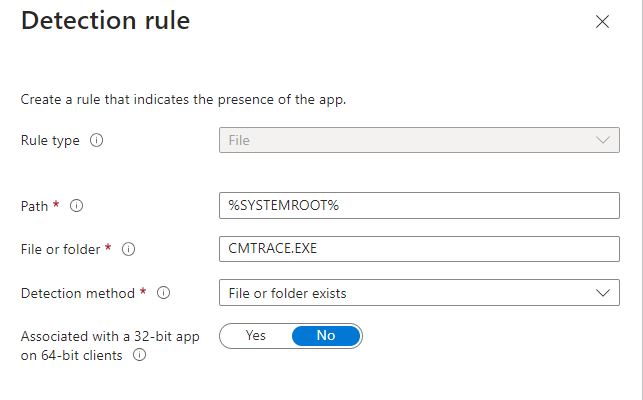 Detection rule
Create a rule that indicates the presence of the app.
Rule type
File
Path *
%SYSTEMROOT%
File or folder *
CMTRACE.EXE
Detection method *
File or folder exists
Associated with a 32-bit app
on 64-bit clients
Yes No